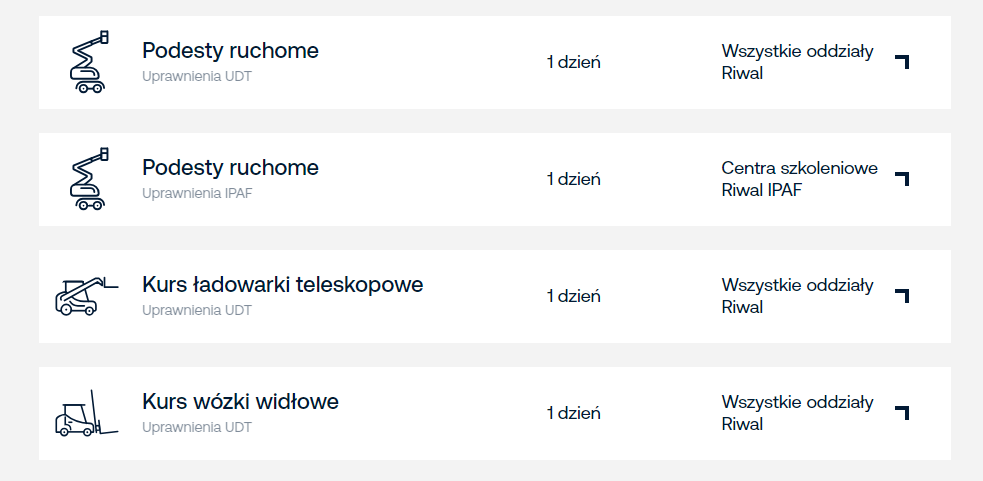 Podesty ruchome
Uprawnienia UDT
1 dzień
Wszystkie oddziały
Riwal
Podesty ruchome
Uprawnienia IPAF
1 dzień
Centra szkoleniowe
Riwal IPAF
Kurs ładowarki teleskopowe
Uprawnienia UDT
1 dzień
Wszystkie oddziały
Riwal
Kurs wózki widłowe
Uprawnienia UDT
1 dzień
Wszystkie oddziały
Riwal